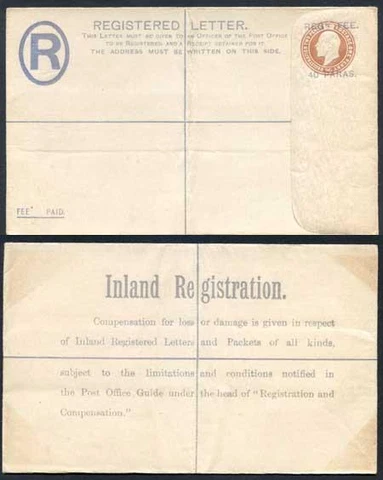 REGISTERED LETTER.
THIS LETTER MUST BE GIVEN TO AN OFFICER OF THE POST OFFICE
TO BE REGISTERED, AND A RECEIPT OBTAINED FOR IT.
THE ADDRESS MUST BE WRITTEN ON THIS SIDE.
R
REGN FEE.
40 PARAS.
FEE PAID.
Inland Registration.
Compensation for loss or damage is given in respect
of Inland Registered Letters and Packets of all kinds,
subject to the limitations and conditions notified in
the Post Office Guide under the head of "Registration and
Compensation."